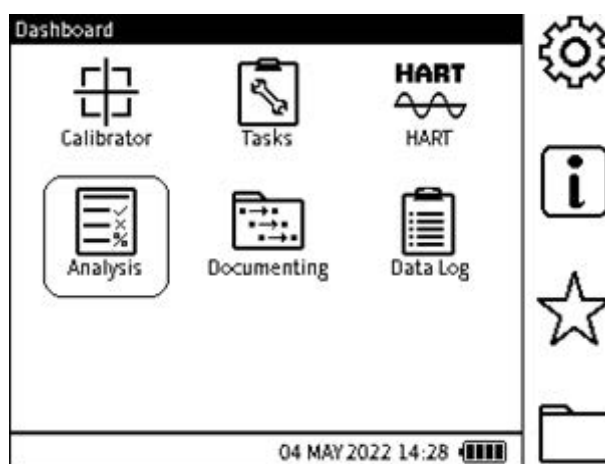 Dashboard
HART
Calibrator
Tasks
HART
Analysis
Documenting
Data Log
04 MAY 2022 14:28